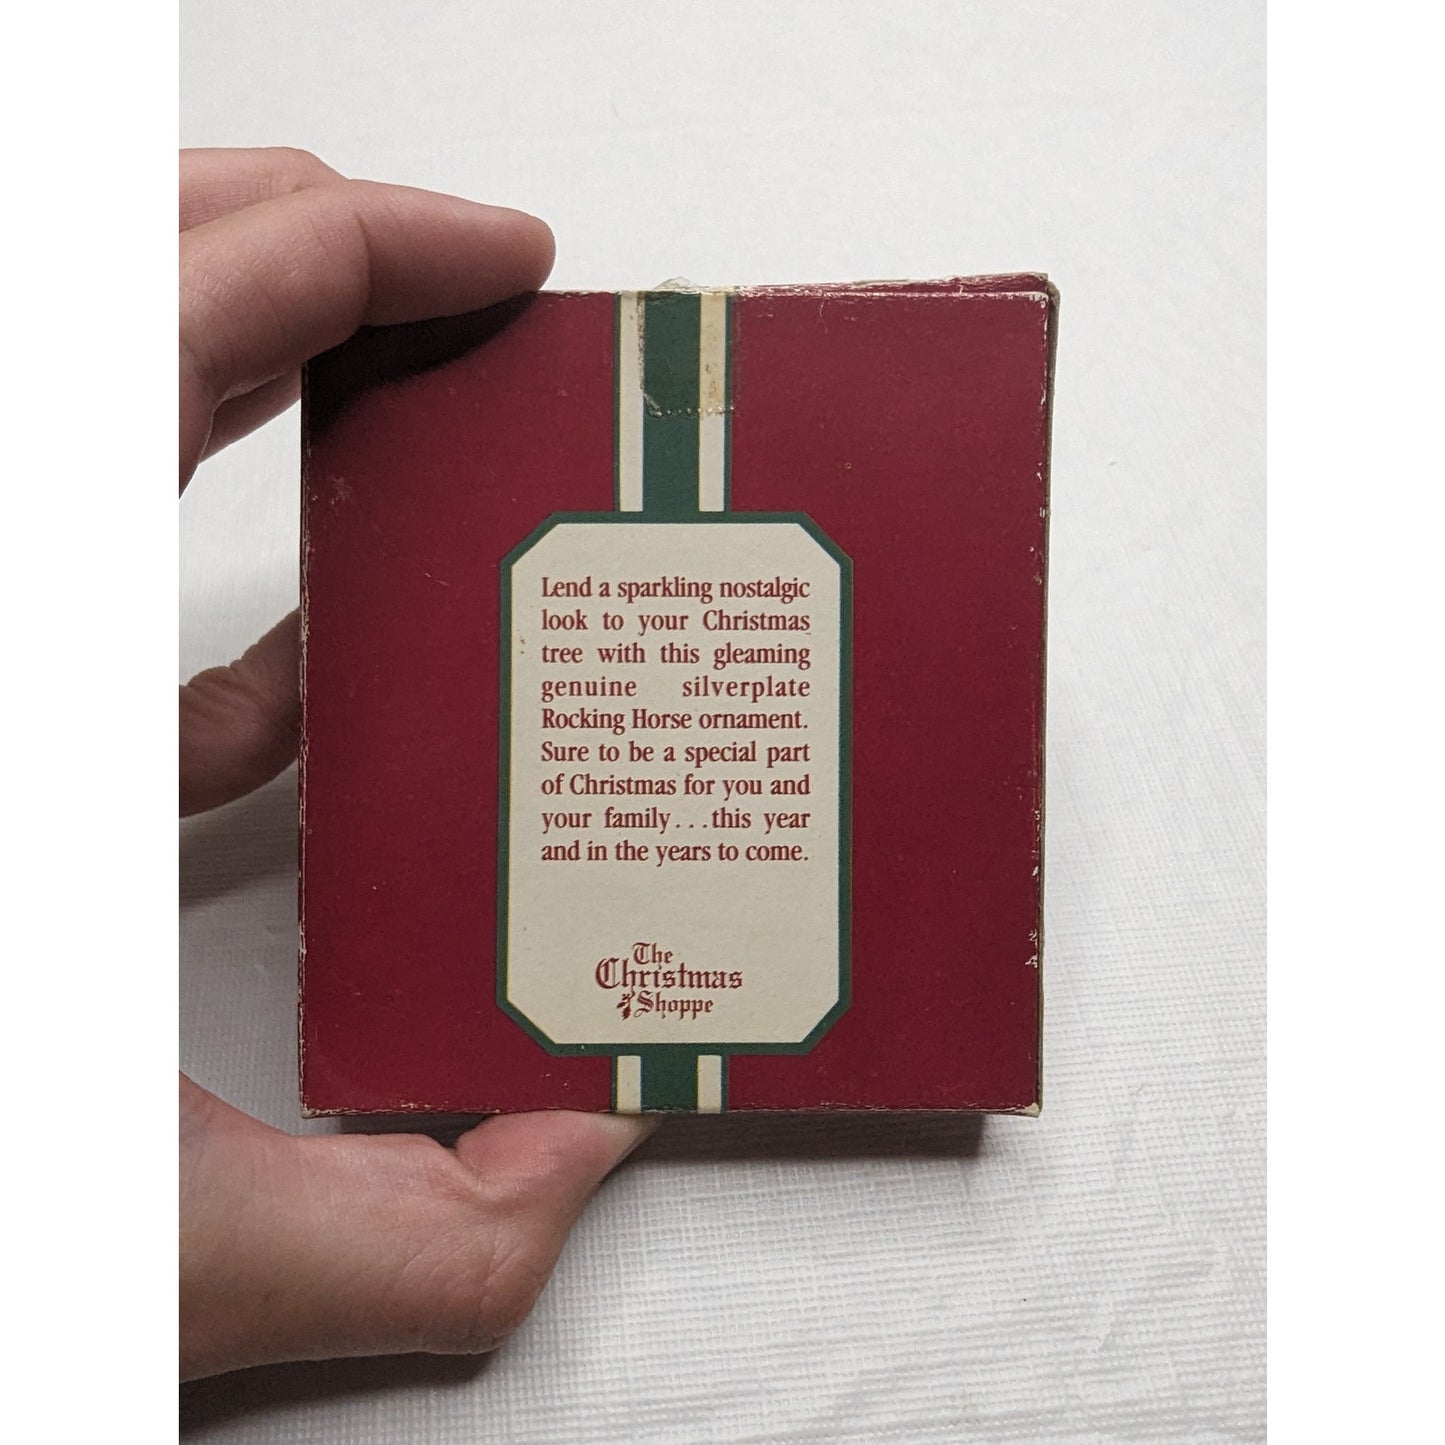 Lend a sparkling nostalgic
look to your Christmas
tree with this gleaming
genuine silverplate
Rocking Horse ornament.
Sure to be a special part
of Christmas for you and
your family...this year
and in the years to come.
The
Christmas
Shoppe